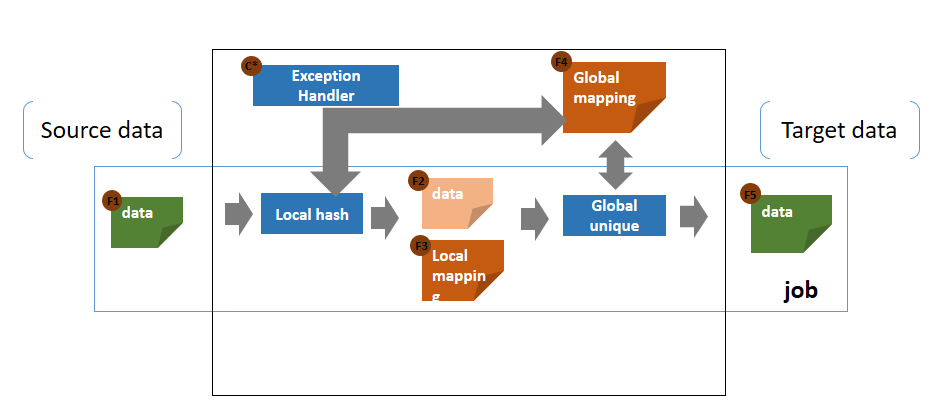 C*
Exception
Handler
F4
Global
mapping
Source data
Target data
F1
data
Local hash
F2
data
F3
Local
mappin
g
Global
unique
F5
data
job